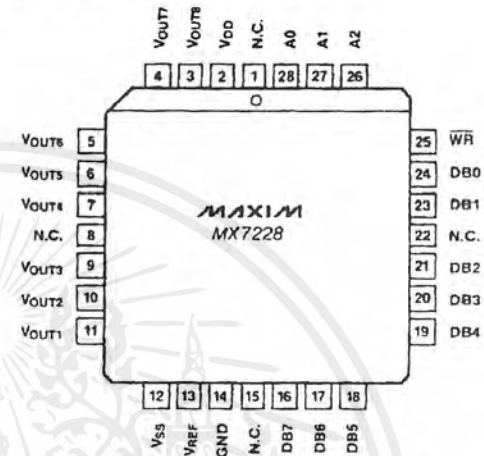 VOUT7 VOUT8 VDD N.C. A0 A1 A2
4 3 2 1 28 27 26
VOUT6 5 25 WR
VOUT5 6 24 DB0
VOUT4 7 23 DB1
N.C. 8 22 N.C.
VOUT3 9 21 DB2
VOUT2 10 20 DB3
VOUT1 11 19 DB4
MAXIM
MX7228
12 13 14 15 16 17 18
VSS VREF GND N.C. DB7 DB6 DB5